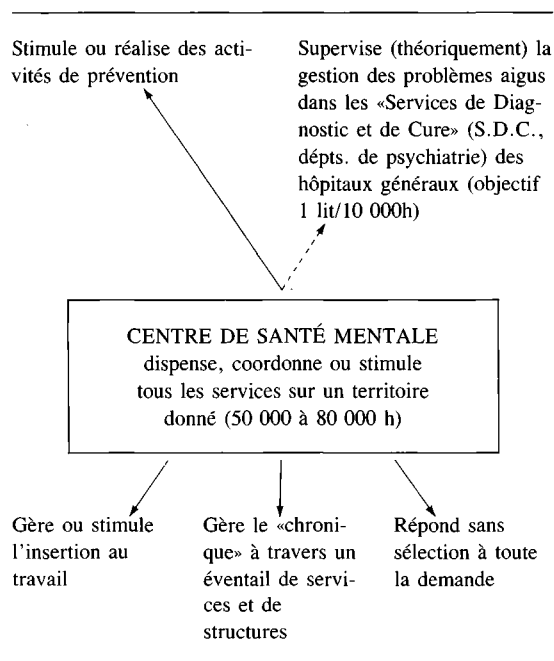 Stimule ou réalise des acti-
vités de prévention
Supervise (théoriquement) la
gestion des problèmes aigus
dans les «Services de Diag-
nostic et de Cure» (S.D.C.,
dépts. de psychiatrie) des
hôpitaux généraux (objectif
1 lit/10 000h)
CENTRE DE SANTÉ MENTALE
dispense, coordonne ou stimule
tous les services sur un territoire
donné (50 000 à 80 000 h)
Gère ou stimule
l'insertion au
travail
Gère le «chroni-
que» à travers un
éventail de servi-
ces et de
structures
Répond sans
sélection à toute
la demande